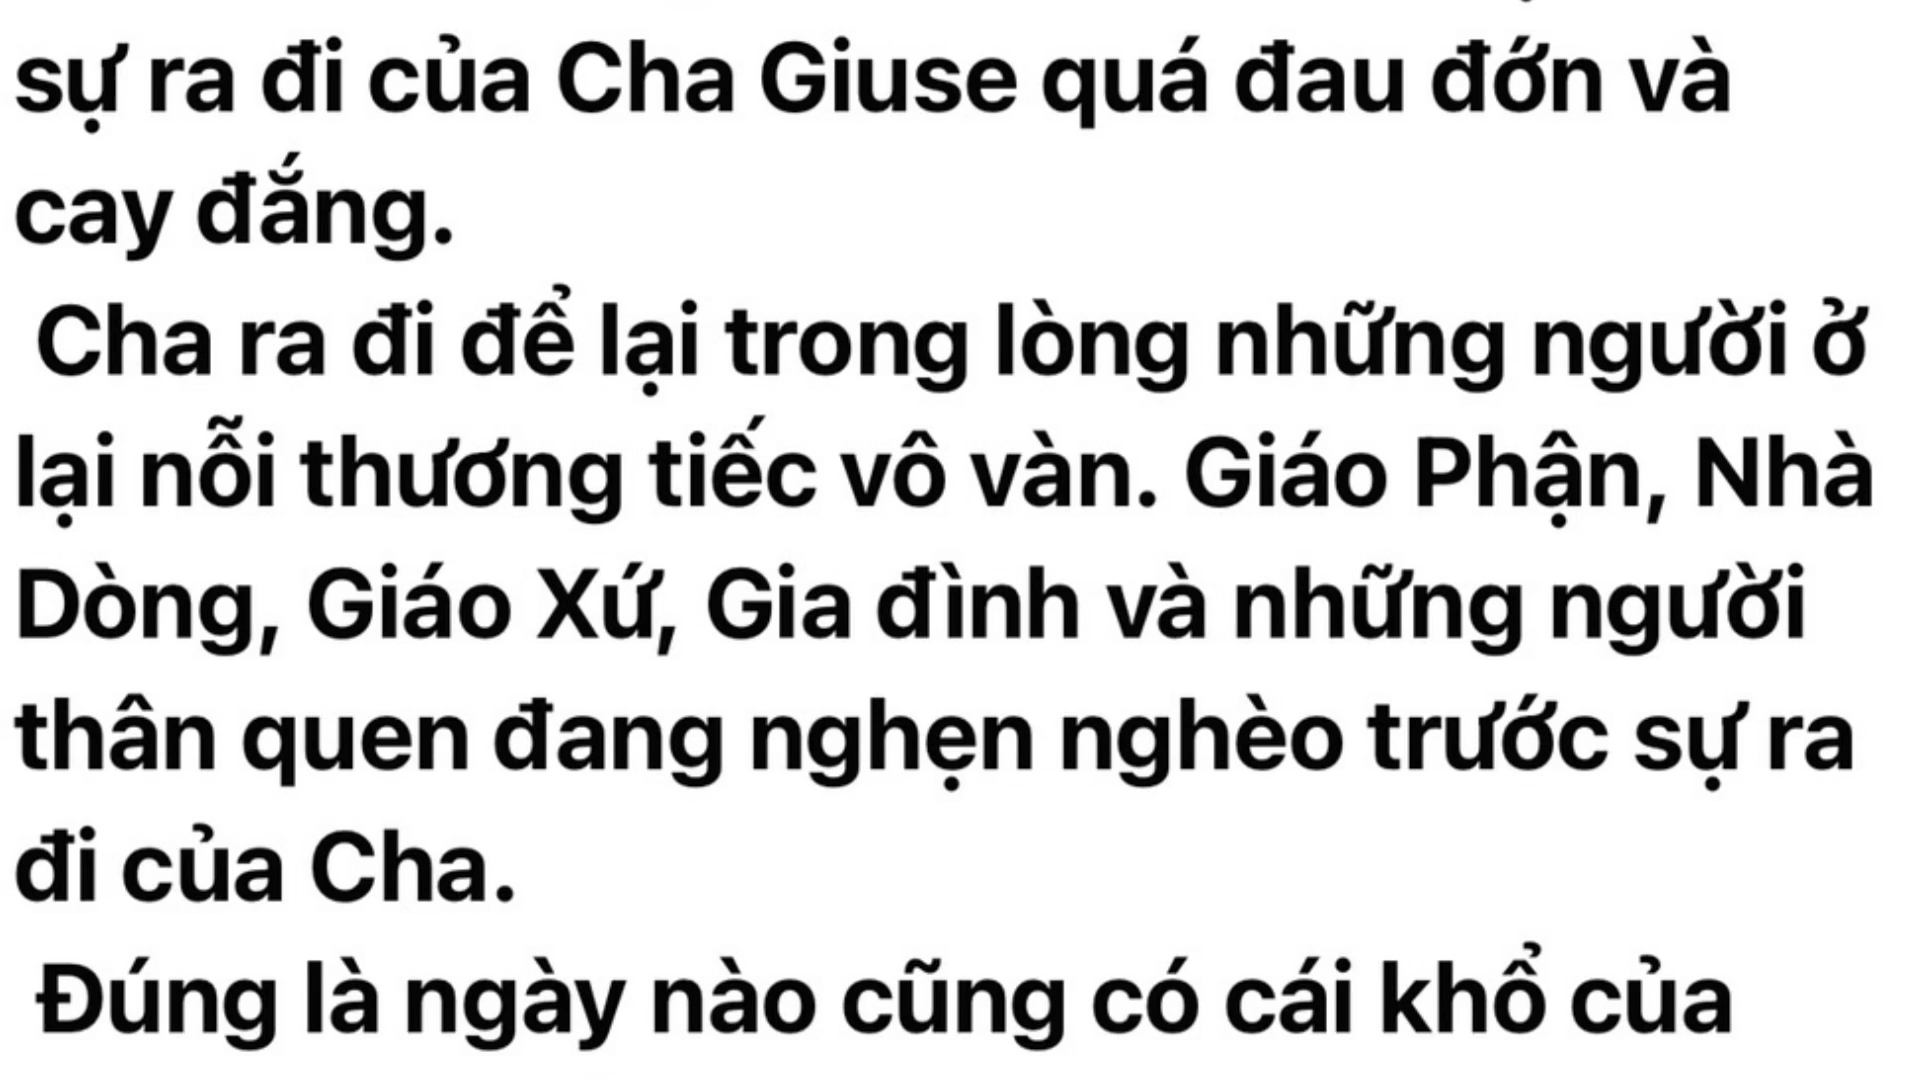 sự ra đi của Cha Giuse quá đau đớn và
cay đắng.
Cha ra đi để lại trong lòng những người ở
lại nỗi thương tiếc vô vàn. Giáo Phận, Nhà
Dòng, Giáo Xứ, Gia đình và những người
thân quen đang nghẹn nghèo trước sự ra
đi của Cha.
Đúng là ngày nào cũng có cái khổ của